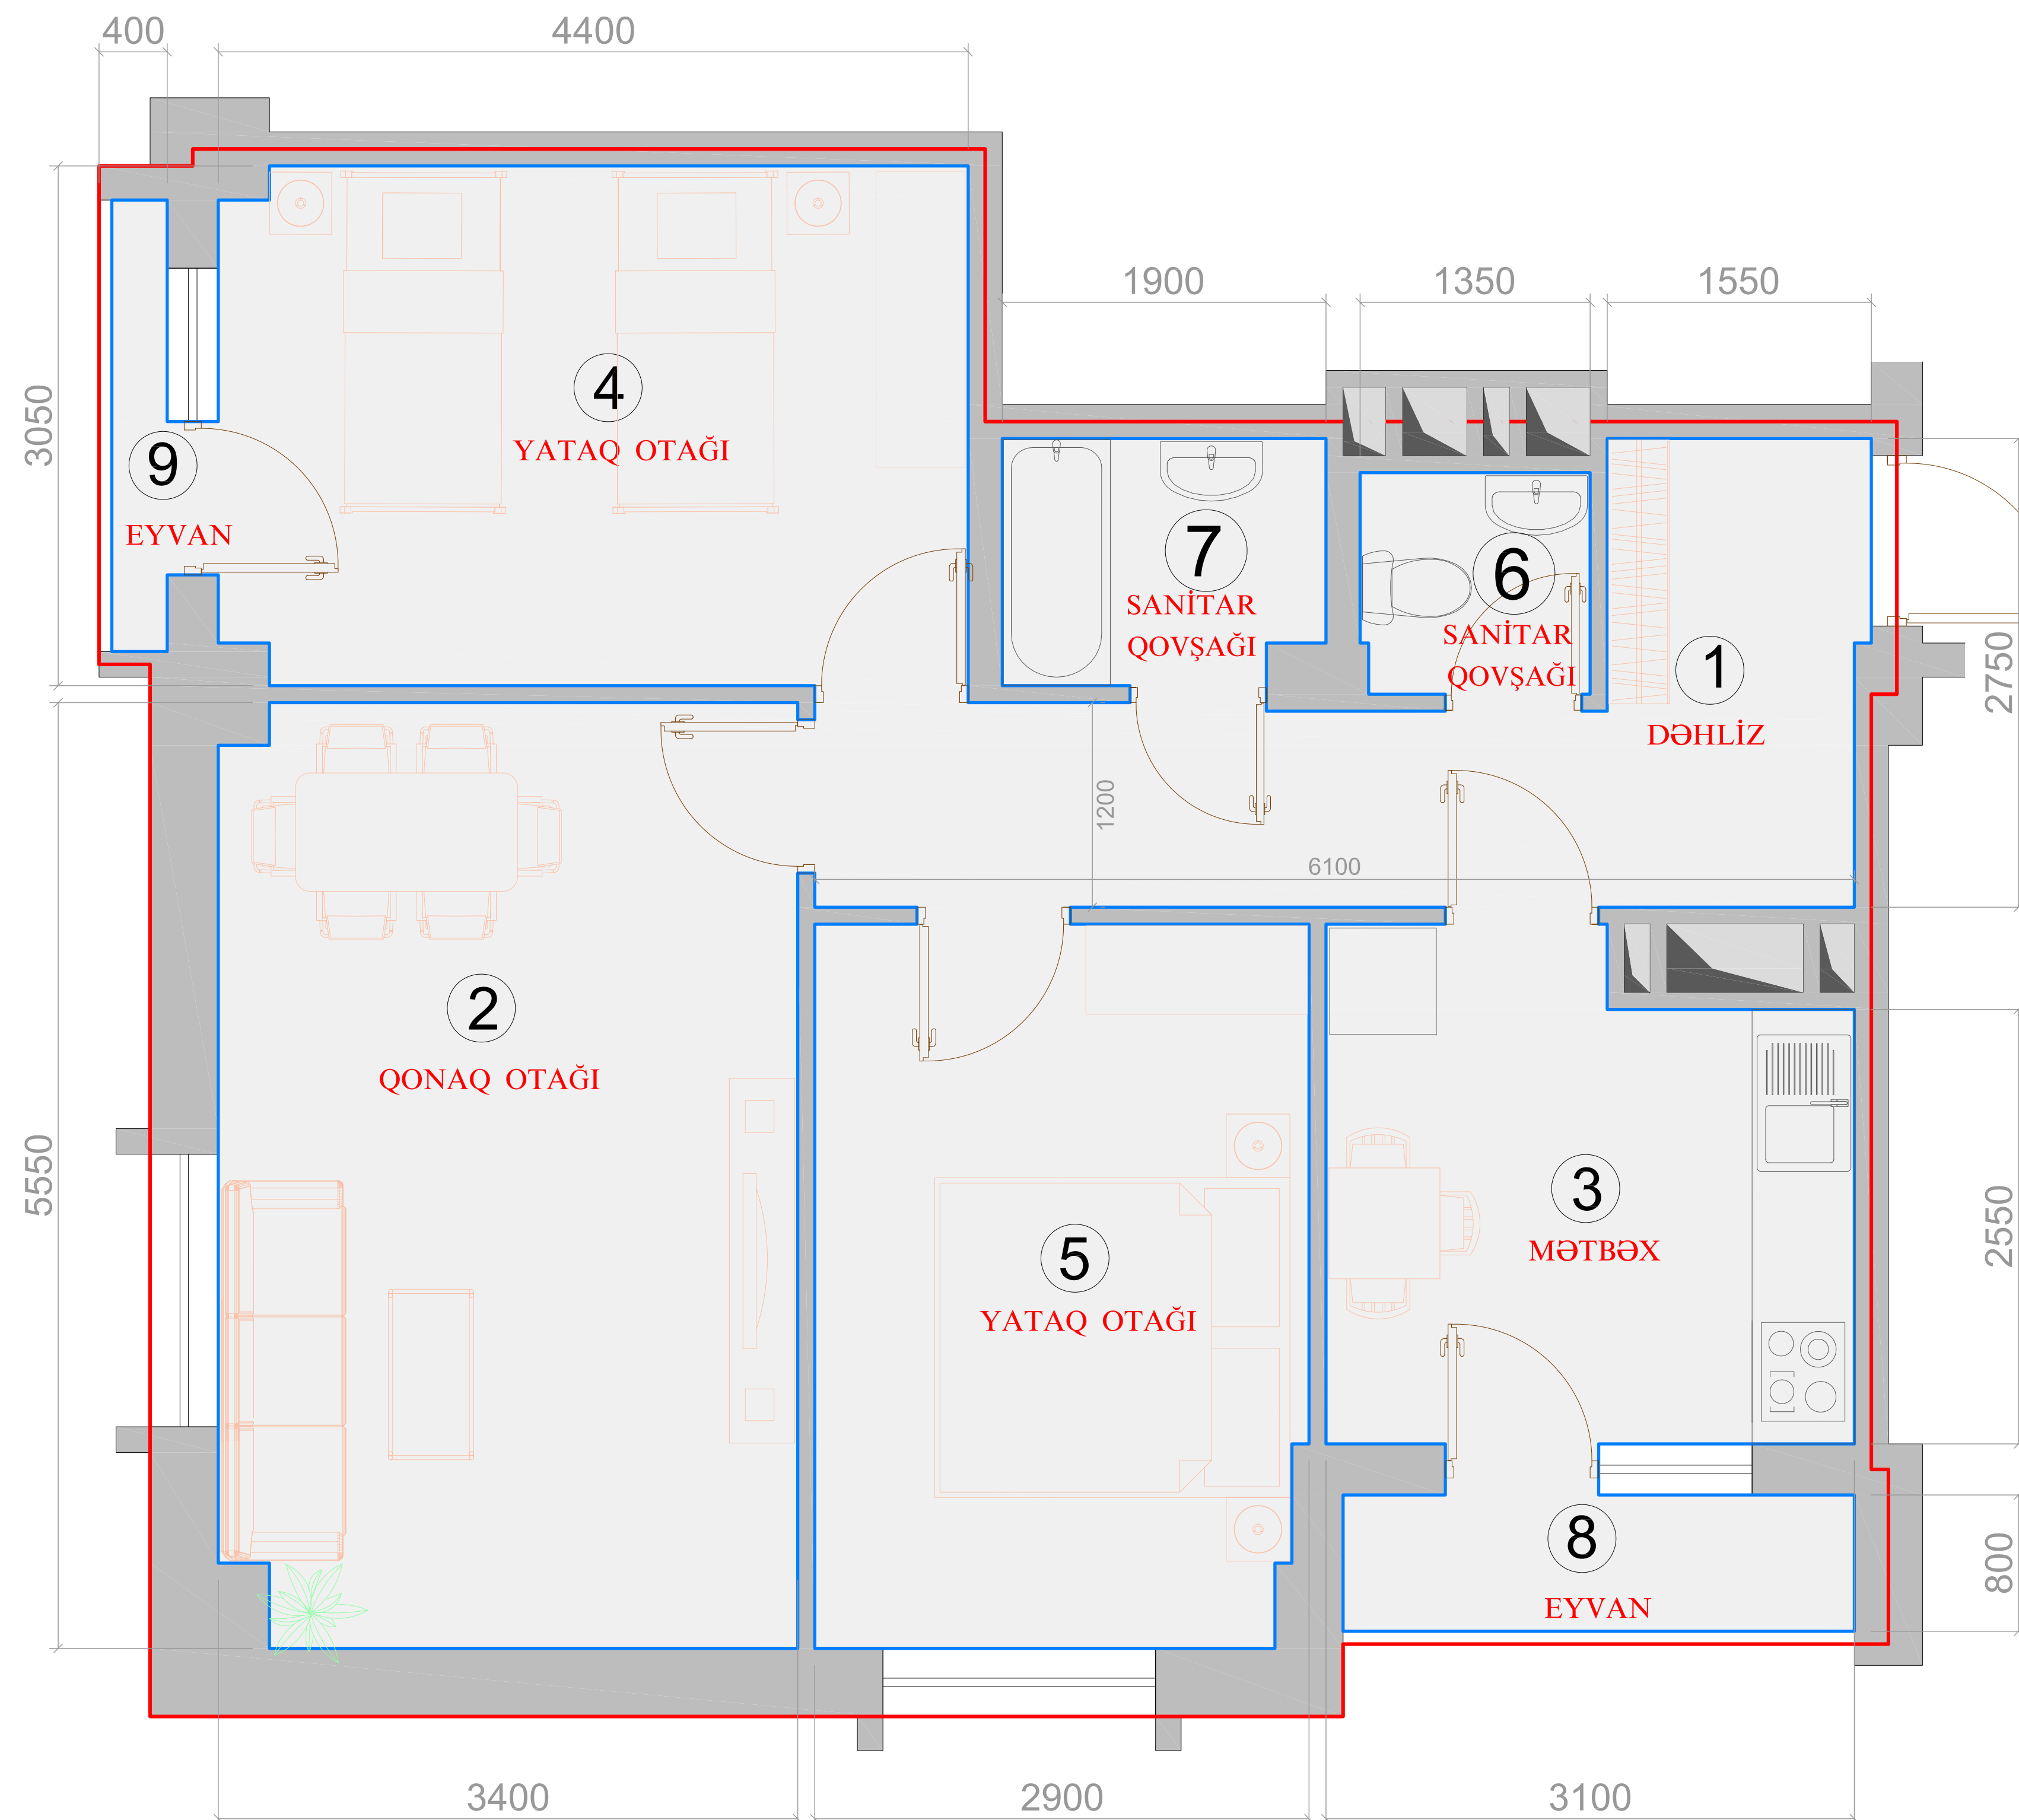 400
4400
1900
1350
1550
3050
4
YATAQ OTAĞI
9
EYVAN
7
SANİTAR
QOVŞAĞI
6
SANİTAR
QOVŞAĞI
1
DƏHLİZ
2750
1200
6100
2
QONAQ OTAĞI
5550
5
YATAQ OTAĞI
3
MƏTBƏX
2550
8
EYVAN
800
3400
2900
3100